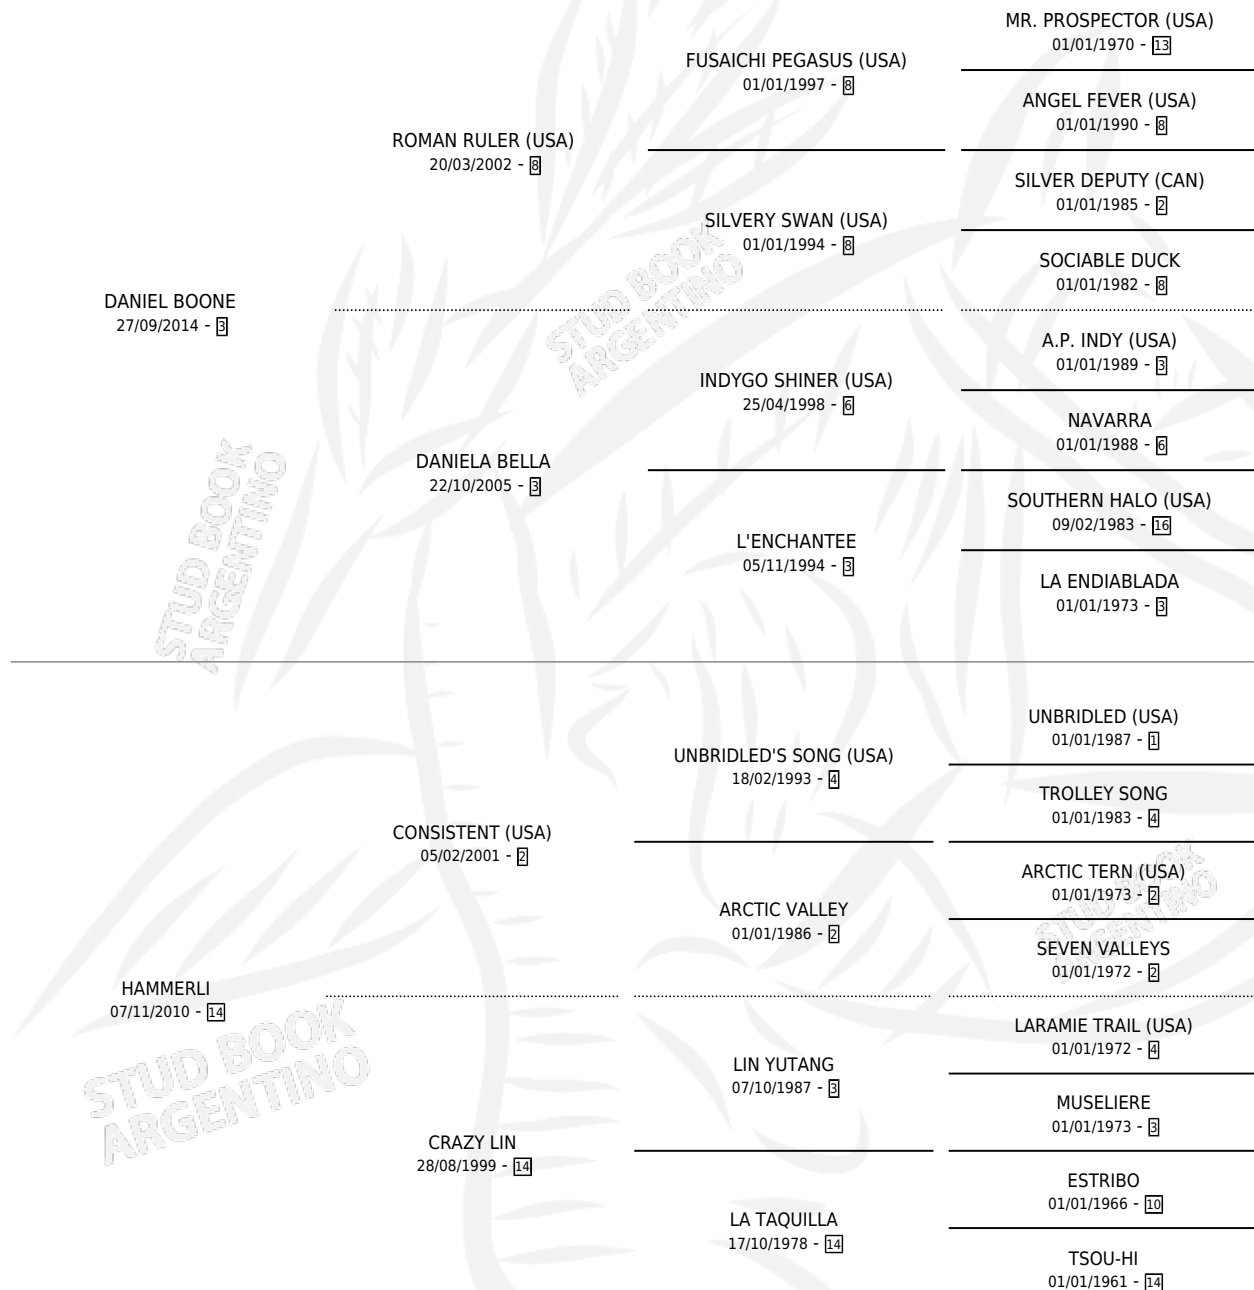 MR. PROSPECTOR (USA)
01/01/1970 - 13
FUSAICHI PEGASUS (USA)
01/01/1997 - 8
ANGEL FEVER (USA)
01/01/1990 - 8
ROMAN RULER (USA)
20/03/2002 - 8
SILVER DEPUTY (CAN)
01/01/1985 - 2
SILVERY SWAN (USA)
01/01/1994 - 8
SOCIABLE DUCK
01/01/1982 - 8
DANIEL BOONE
27/09/2014 - 3
A.P. INDY (USA)
01/01/1989 - 3
INDYGO SHINER (USA)
25/04/1998 - 6
NAVARRA
01/01/1988 - 6
DANIELA BELLA
22/10/2005 - 3
SOUTHERN HALO (USA)
09/02/1983 - 16
L'ENCHANTEE
05/11/1994 - 3
LA ENDIABLADA
01/01/1973 - 3
UNBRIDLED (USA)
01/01/1987 - 1
UNBRIDLED'S SONG (USA)
18/02/1993 - 4
TROLLEY SONG
01/01/1983 - 4
CONSISTENT (USA)
05/02/2001 - 2
ARCTIC TERN (USA)
01/01/1973 - 2
ARCTIC VALLEY
01/01/1986 - 2
SEVEN VALLEYS
01/01/1972 - 2
HAMMERLI
07/11/2010 - 14
LARAMIE TRAIL (USA)
01/01/1972 - 4
LIN YUTANG
07/10/1987 - 3
MUSELIERE
01/01/1973 - 3
CRAZY LIN
28/08/1999 - 14
ESTRIBO
01/01/1966 - 10
LA TAQUILLA
17/10/1978 - 14
TSOU-HI
01/01/1961 - 14
STUD BOOK
ARGENTINO
STUD BOOK
ARGENTINO
STUD BOOK
ARGENTINO
STUD BOOK
ARGENTINO